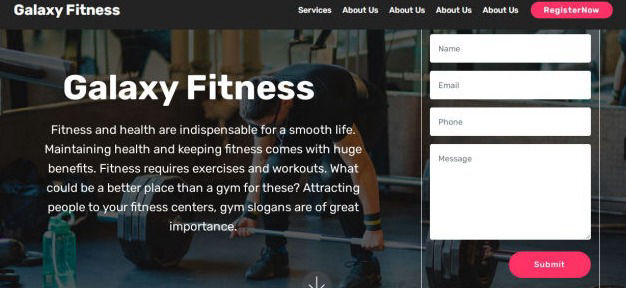 Galaxy Fitness
Services About Us About Us About Us About Us RegisterNow
Galaxy Fitness
Fitness and health are indispensable for a smooth life.
Maintaining health and keeping fitness comes with huge
benefits. Fitness requires exercises and workouts. What
could be a better place than a gym for these? Attracting
people to your fitness centers, gym slogans are of great
importance.
Name
Email
Phone
Message
Submit